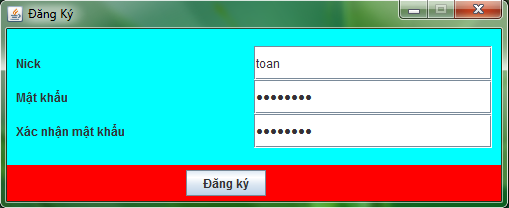 Đăng Ký
Nick toan
Mật khẩu ••••••••
Xác nhận mật khẩu ••••••••
Đăng ký